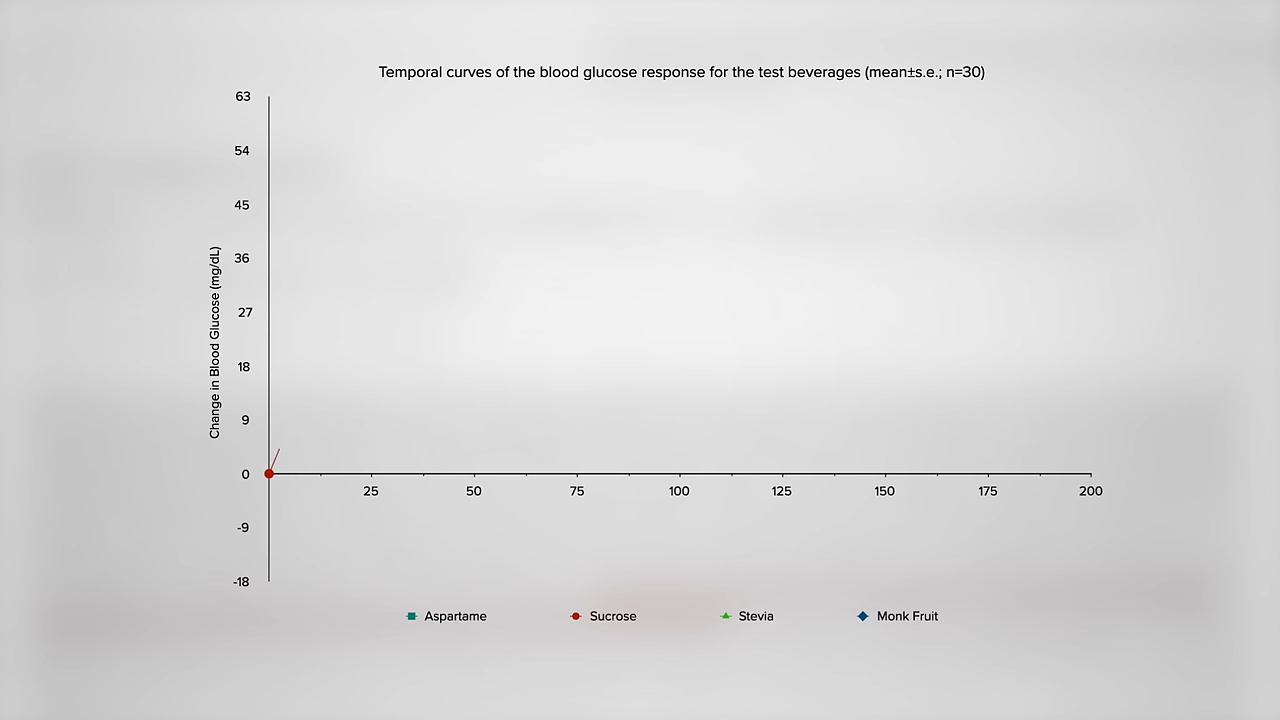 Temporal curves of the blood glucose response for the test beverages (mean±s.e.; n=30)
Change in Blood Glucose (mg/dL)
63
54
45
36
27
18
9
0
-9
-18
25 50 75 100 125 150 175 200
Aspartame Sucrose Stevia Monk Fruit